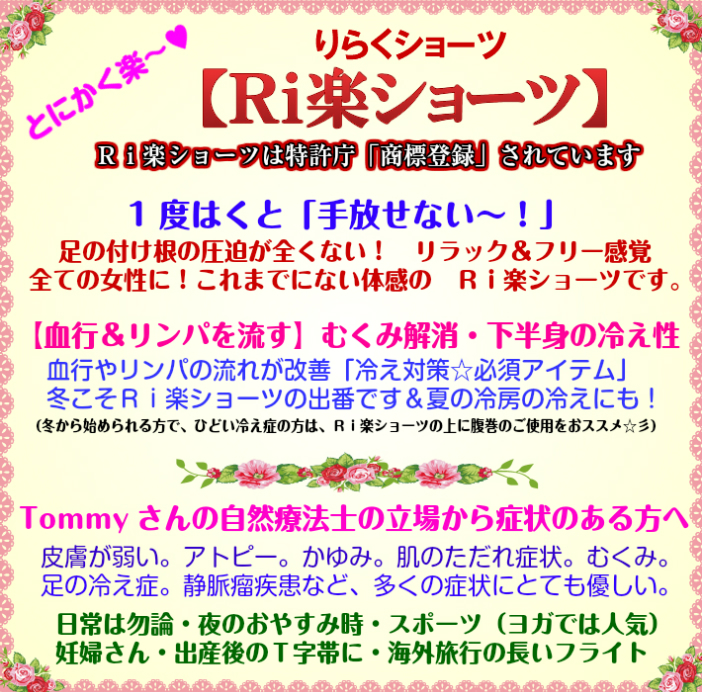 とにかく楽～♥
りらくショーツ
【Ri楽ショーツ】
Ｒｉ楽ショーツは特許庁「商標登録」されています
１度はくと「手放せない～！」
足の付け根の圧迫が全くない！　リラック＆フリー感覚
全ての女性に！これまでにない体感の　Ｒｉ楽ショーツです。
【血行＆リンパを流す】むくみ解消・下半身の冷え性
血行やリンパの流れが改善「冷え対策☆必須アイテム」
冬こそＲｉ楽ショーツの出番です＆夏の冷房の冷えにも！
（冬から始められる方で、ひどい冷え症の方は、Ｒｉ楽ショーツの上に腹巻のご使用をおススメ☆彡）
Tommy さんの自然療法士の立場から症状のある方へ
皮膚が弱い。アトピー。かゆみ。肌のただれ症状。むくみ。
足の冷え症。静脈瘤疾患など、多くの症状にとても優しい。
日常は勿論・夜のおやすみ時・スポーツ（ヨガでは人気）
妊婦さん・出産後のＴ字帯に・海外旅行の長いフライト